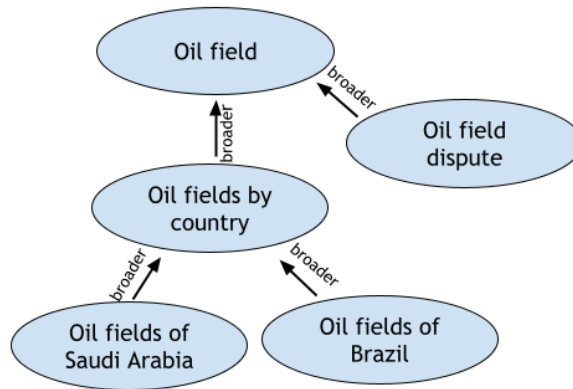 Oil field
broader
broader
Oil field
dispute
Oil fields by
country
broader
broader
Oil fields of
Saudi Arabia
Oil fields of
Brazil